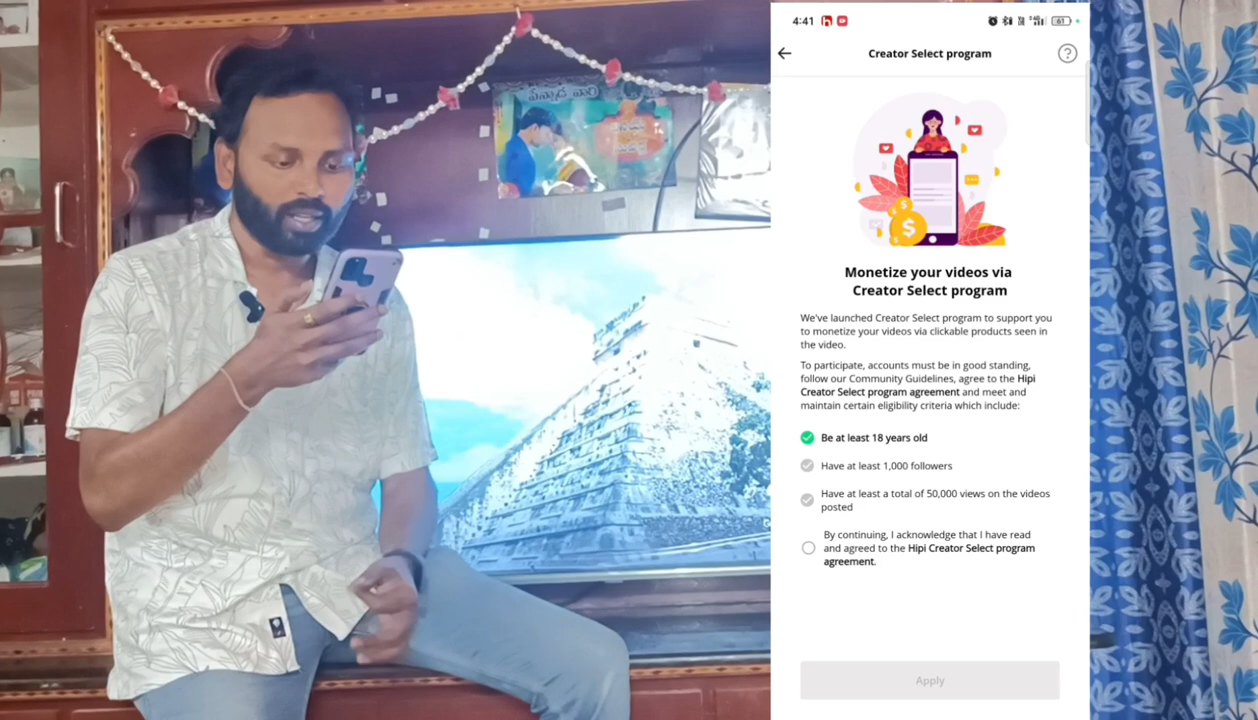 వెన్నాడ వారి
4:41
61
Creator Select program
?
Monetize your videos via
Creator Select program
We've launched Creator Select program to support you
to monetize your videos via clickable products seen in
the video.
To participate, accounts must be in good standing,
follow our Community Guidelines, agree to the Hipi
Creator Select program agreement and meet and
maintain certain eligibility criteria which include:
Be at least 18 years old
Have at least 1,000 followers
Have at least a total of 50,000 views on the videos
posted
By continuing, I acknowledge that I have read
and agreed to the Hipi Creator Select program
agreement.
Apply